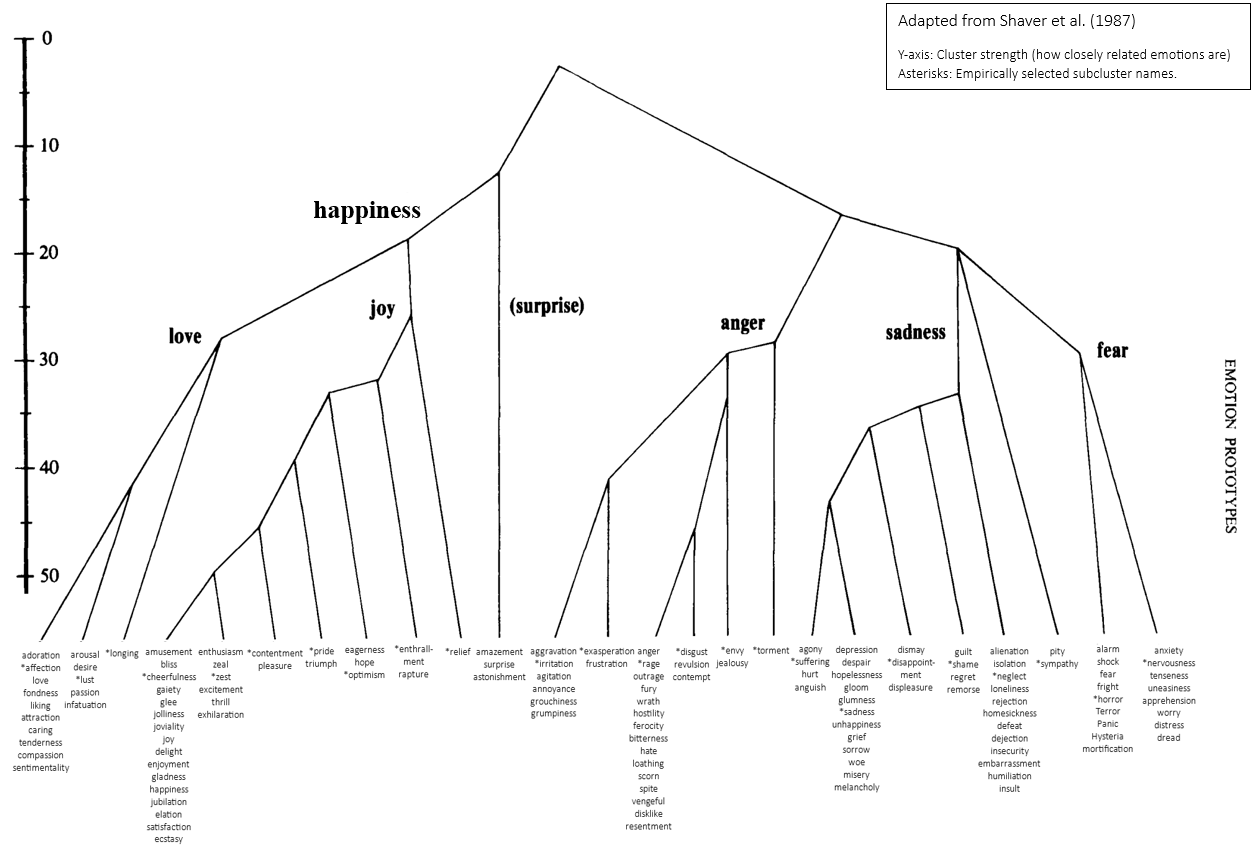 Adapted from Shaver et al. (1987)
Y-axis: Cluster strength (how closely related emotions are)
Asterisks: Empirically selected subcluster names.
0
10
20
30
40
50
happiness
love
joy
(surprise)
anger
sadness
fear
EMOTION PROTOTYPES
adoration
*affection
love
fondness
liking
attraction
caring
tenderness
compassion
sentimentality
arousal
desire
*lust
passion
infatuation
*longing
amusement
bliss
*cheerfulness
gaiety
glee
jolliness
joviality
joy
delight
enjoyment
gladness
happiness
jubilation
elation
satisfaction
ecstasy
enthusiasm
zeal
*zest
excitement
thrill
exhilaration
*contentment
pleasure
*pride
triumph
eagerness
hope
*optimism
*enthrall-
ment
rapture
*relief
amazement
surprise
astonishment
aggravation
*irritation
agitation
annoyance
grouchiness
grumpiness
*exasperation
frustration
anger
*rage
outrage
fury
wrath
hostility
ferocity
bitterness
hate
loathing
scorn
spite
vengeful
disklike
resentment
*disgust
revulsion
contempt
*envy
jealousy
*torment
agony
*suffering
hurt
anguish
depression
despair
hopelessness
gloom
glumness
*sadness
unhappiness
grief
sorrow
woe
misery
melancholy
dismay
*disappoint-
ment
displeasure
guilt
*shame
regret
remorse
alienation
isolation
*neglect
loneliness
rejection
homesickness
defeat
dejection
insecurity
embarrassment
humiliation
insult
pity
*sympathy
alarm
shock
fear
fright
*horror
Terror
Panic
Hysteria
mortification
anxiety
*nervousness
tenseness
uneasiness
apprehension
worry
distress
dread